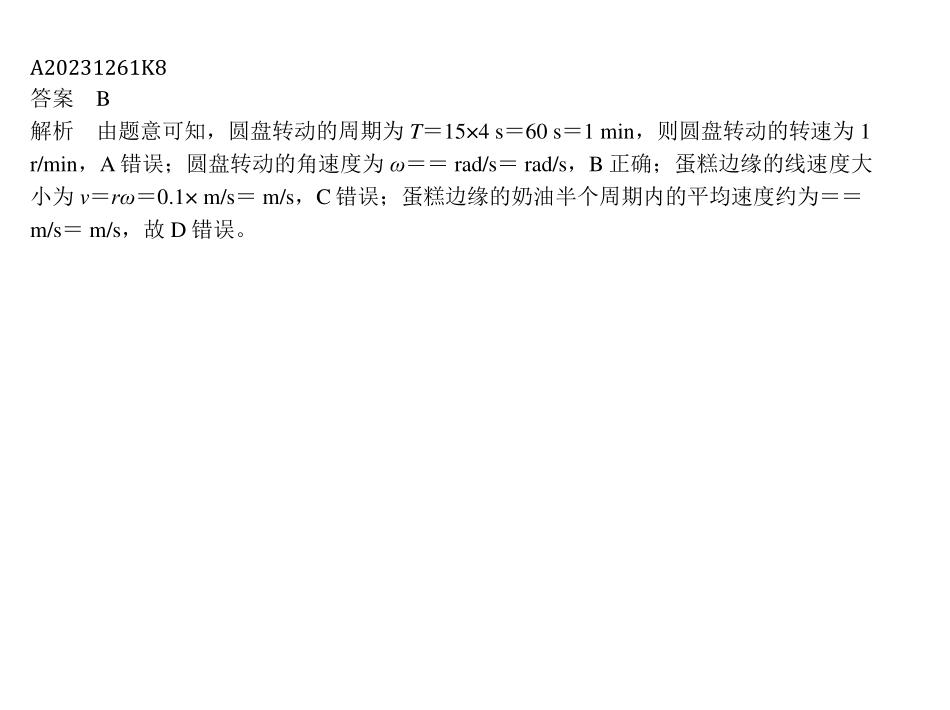 A20231261K8
答案　B
解析　由题意可知，圆盘转动的周期为 T＝15×4 s＝60 s＝1 min，则圆盘转动的转速为 1
r/min，A 错误；圆盘转动的角速度为 ω＝＝ rad/s＝ rad/s，B 正确；蛋糕边缘的线速度大
小为 v＝rω＝0.1× m/s＝ m/s，C 错误；蛋糕边缘的奶油半个周期内的平均速度约为＝＝
m/s＝ m/s，故 D 错误。